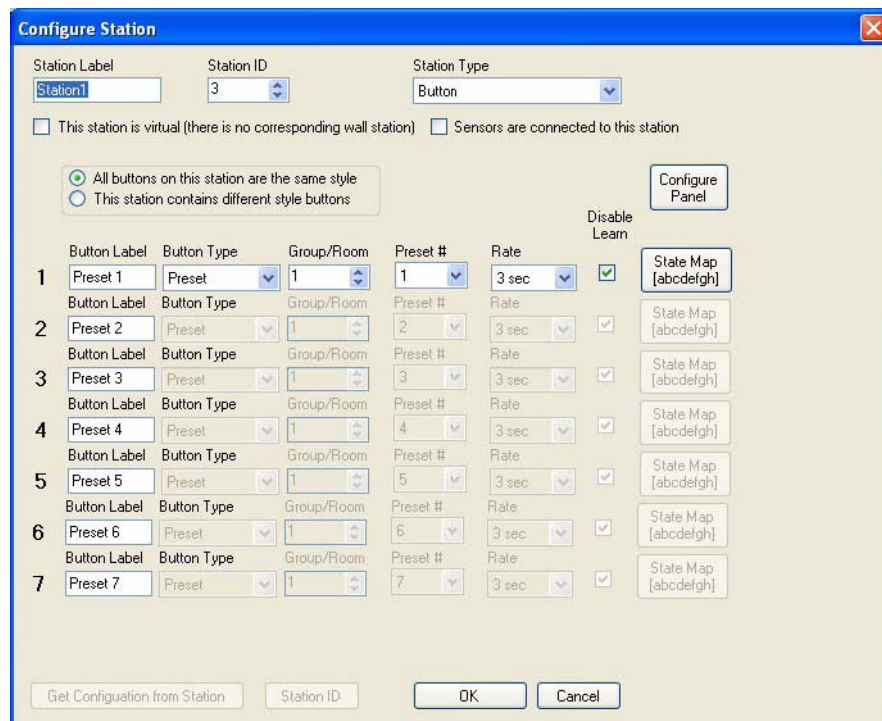 Configure Station
Station Label Station ID Station Type
Station1 3 Button
This station is virtual (there is no corresponding wall station) Sensors are connected to this station
All buttons on this station are the same style
This station contains different style buttons
Configure
Panel
Disable
Learn
Button Label Button Type Group/Room Preset # Rate
1 Preset 1 Preset 1 1 3 sec State Map
[abcdefgh]
Button Label Button Type Group/Room Preset # Rate
2 Preset 2 Preset 1 2 3 sec State Map
[abcdefgh]
Button Label Button Type Group/Room Preset # Rate
3 Preset 3 Preset 1 3 3 sec State Map
[abcdefgh]
Button Label Button Type Group/Room Preset # Rate
4 Preset 4 Preset 1 4 3 sec State Map
[abcdefgh]
Button Label Button Type Group/Room Preset # Rate
5 Preset 5 Preset 1 5 3 sec State Map
[abcdefgh]
Button Label Button Type Group/Room Preset # Rate
6 Preset 6 Preset 1 6 3 sec State Map
[abcdefgh]
Button Label Button Type Group/Room Preset # Rate
7 Preset 7 Preset 1 7 3 sec State Map
[abcdefgh]
Get Configuation from Station Station ID OK Cancel